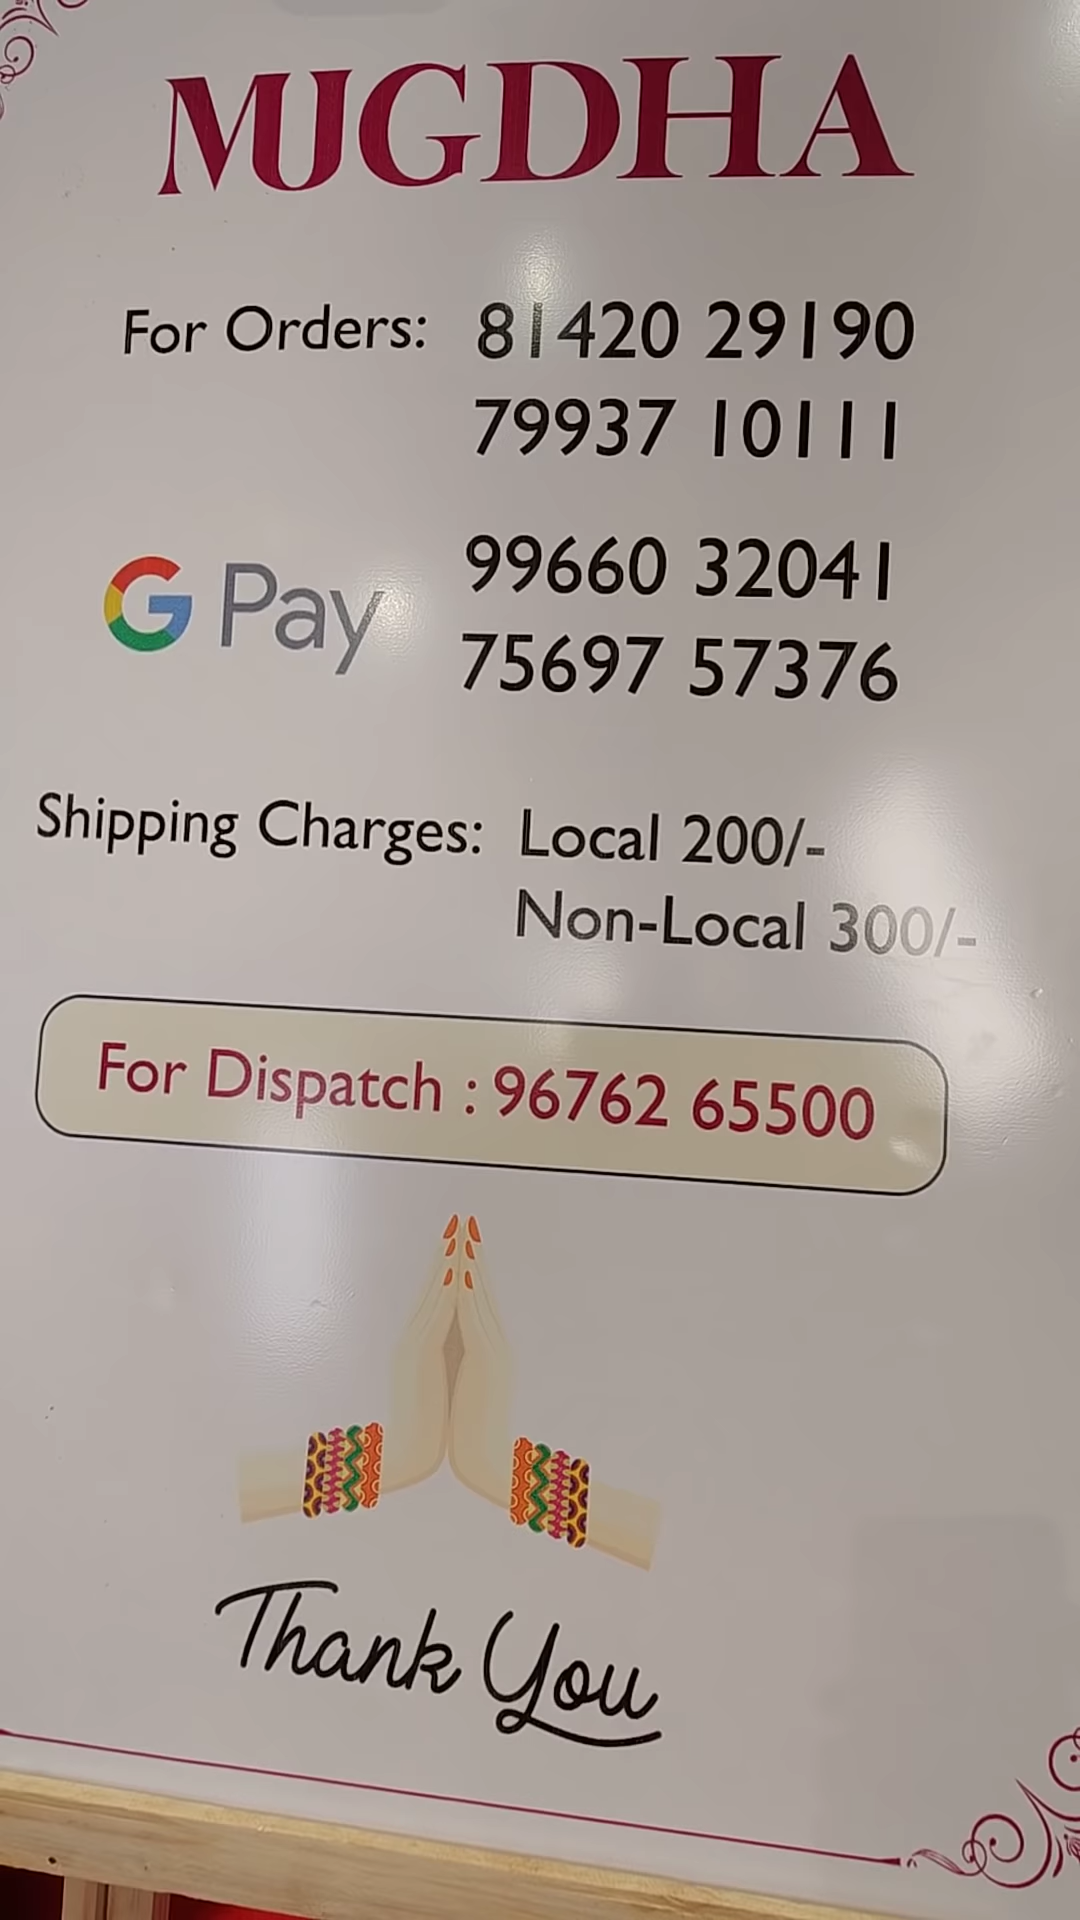 MUGDHA
For Orders: 81420 29190
79937 10111
G Pay 99660 32041
75697 57376
Shipping Charges: Local 200/-
Non-Local 300/-
For Dispatch : 96762 65500
Thank You